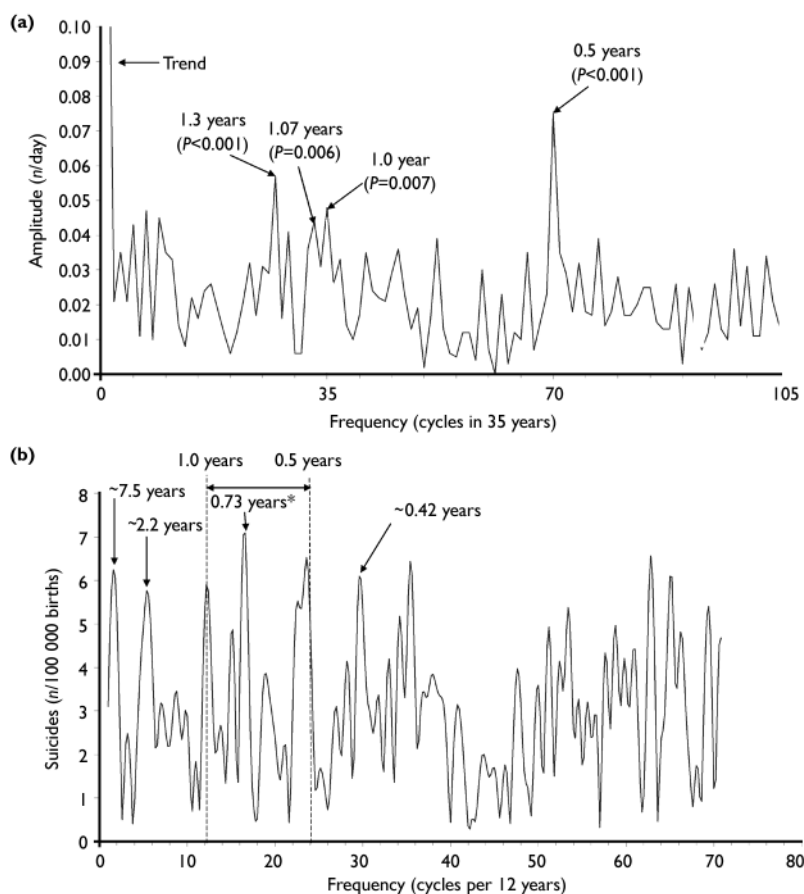 (a)
0.10
0.09
0.08
0.07
0.06
0.05
0.04
0.03
0.02
0.01
0.00
Amplitude (n/day)
Trend
1.3 years
(P<0.001)
1.07 years
(P=0.006)
1.0 year
(P=0.007)
0.5 years
(P<0.001)
0 35 70 105
Frequency (cycles in 35 years)
(b)
1.0 years 0.5 years
~7.5 years
~2.2 years
0.73 years*
~0.42 years
8
7
6
5
4
3
2
1
0
Suicides (n/100 000 births)
0 10 20 30 40 50 60 70 80
Frequency (cycles per 12 years)